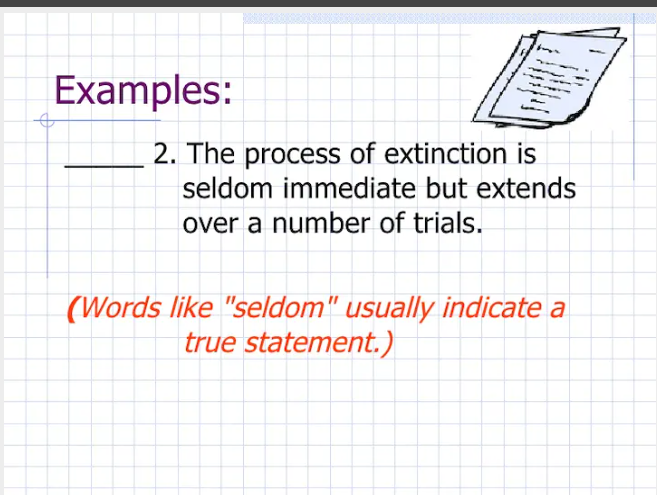 Examples:
_____ 2. The process of extinction is
seldom immediate but extends
over a number of trials.
(Words like "seldom" usually indicate a
true statement.)